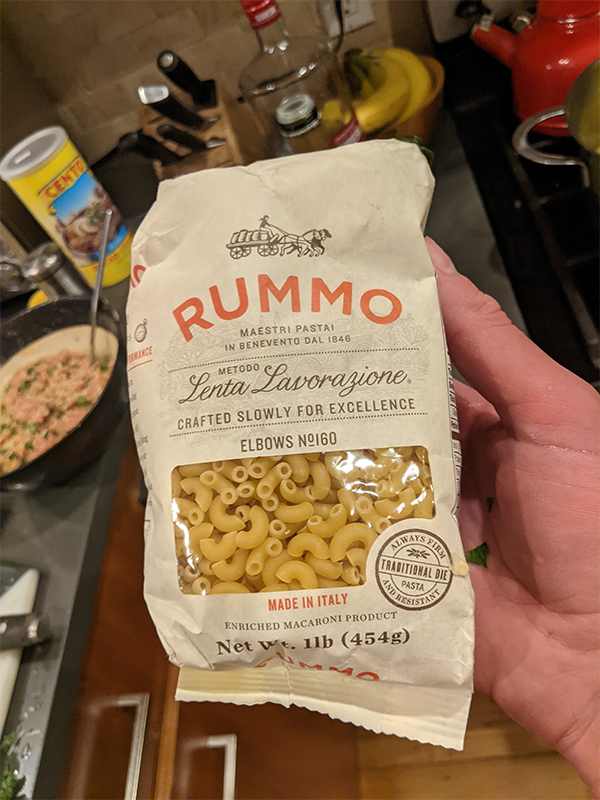 CENTO
RUMMO
MAESTRI PASTAI
IN BENEVENTO DAL 1846
METODO
Lenta Lavorazione
CRAFTED SLOWLY FOR EXCELLENCE
ELBOWS Nº160
ALWAYS FIRM
TRADITIONAL DIE
PASTA
AND RESISTANT
MADE IN ITALY
ENRICHED MACARONI PRODUCT
Net Wt. 1lb (454g)
RUMMO